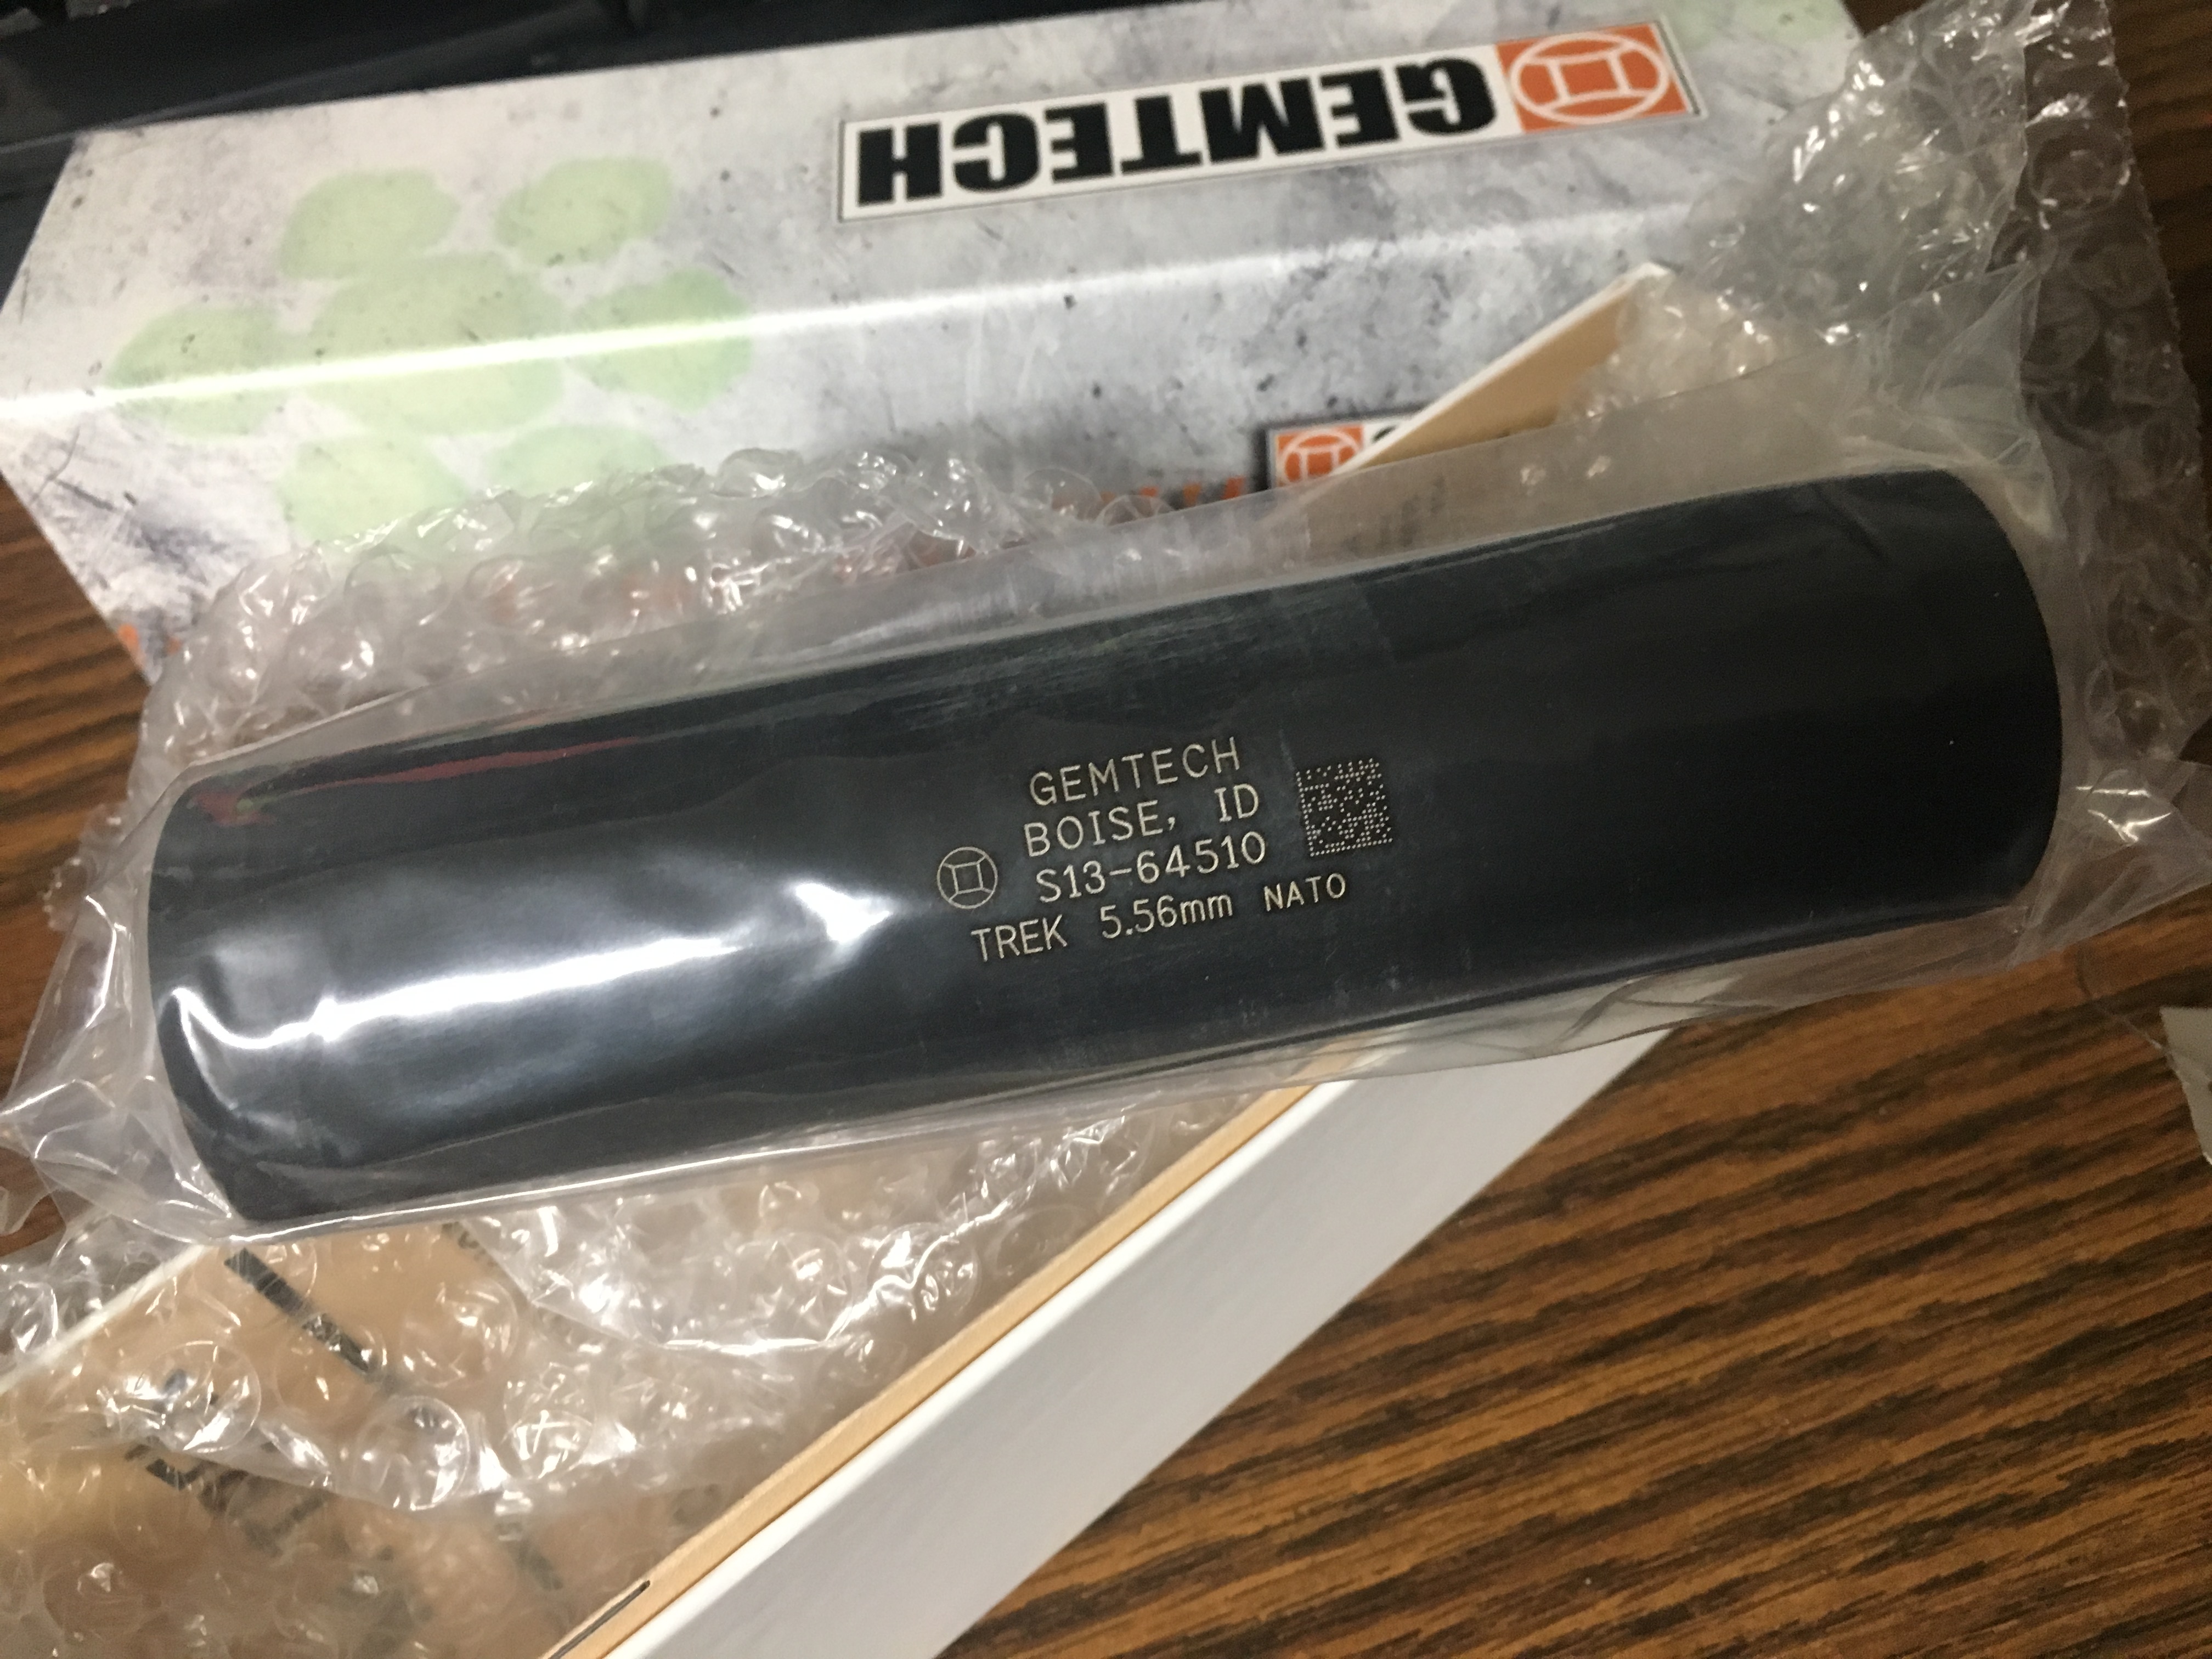 GEMTECH
GEMTECH
BOISE, ID
S13-64510
TREK 5.56mm NATO